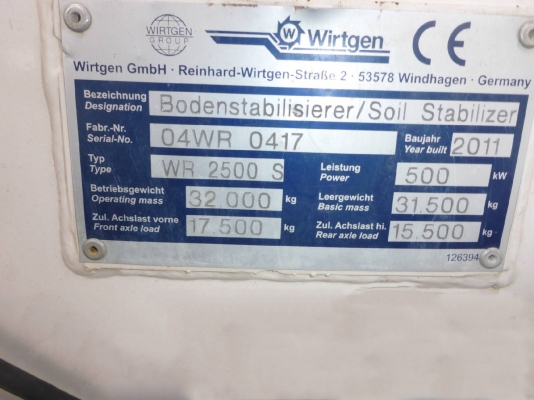 WIRTGEN
GROUP
W Wirtgen CE
Wirtgen GmbH · Reinhard-Wirtgen-Straße 2 · 53578 Windhagen · Germany
Bezeichnung
Designation Bodenstabilisierer/Soil Stabilizer
Fabr.-Nr.
Serial-No. 04WR 0417 Baujahr
Year built 2011
Typ
Type WR 2500 S Leistung
Power 500 kW
Betriebsgewicht
Operating mass 32.000 kg Leergewicht
Basic mass 31.500 kg
Zul. Achslast vorne
Front axle load 17.500 kg Zul. Achslast hi.
Rear axle load 15.500 kg
126394